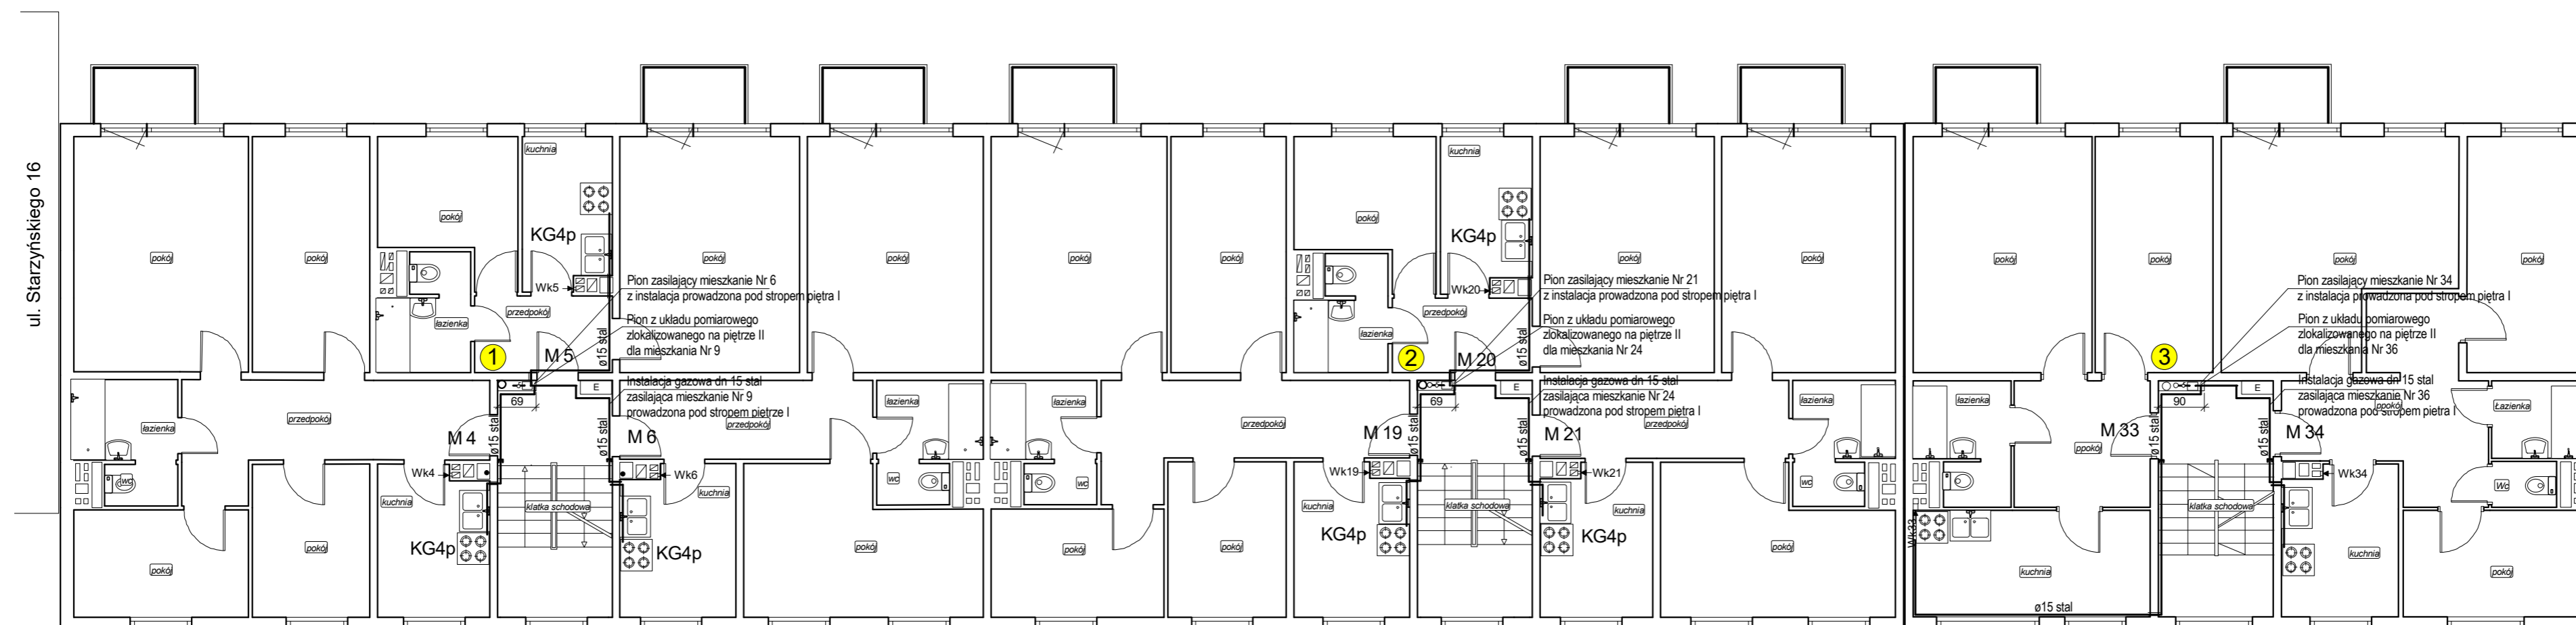 ul. Starzyńskiego 16
pokój
pokój
pokój
kuchnia
KG4p
Wk5
łazienka
przedpokój
1
M 5
ø15 stal
pokój
pokój
Pion zasilający mieszkanie Nr 6
z instalacja prowadzona pod stropem piętra I
Pion z układu pomiarowego
zlokalizowanego na piętrze II
dla mieszkania Nr 9
Instalacja gazowa dn 15 stal
zasilająca mieszkanie Nr 9
prowadzona pod stropem piętrze I
69
E
łazienka
wc
przedpokój
M 4
ø15 stal
ø15 stal
M 6
przedpokój
Wk4
Wk6
kuchnia
kuchnia
klatka schodowa
KG4p
KG4p
pokój
pokój
pokój
łazienka
wc
pokój
pokój
pokój
kuchnia
KG4p
Wk20
łazienka
przedpokój
2
M 20
ø15 stal
pokój
pokój
Pion zasilający mieszkanie Nr 21
z instalacja prowadzona pod stropem piętra I
Pion z układu pomiarowego
zlokalizowanego na piętrze II
dla mieszkania Nr 24
Instalacja gazowa dn 15 stal
zasilająca mieszkanie Nr 24
prowadzona pod stropem piętra I
69
E
łazienka
wc
przedpokój
M 19
ø15 stal
ø15 stal
M 21
przedpokój
Wk19
Wk21
kuchnia
kuchnia
klatka schodowa
KG4p
KG4p
pokój
pokój
pokój
łazienka
wc
pokój
pokój
pokój
pokój
Pion zasilający mieszkanie Nr 34
z instalacja prowadzona pod stropem piętra I
Pion z układu pomiarowego
zlokalizowanego na piętrze II
dla mieszkania Nr 36
Instalacja gazowa dn 15 stal
zasilająca mieszkanie Nr 36
prowadzona pod stropem piętra I
3
90
E
łazienka
ppokój
M 33
ø15 stal
ø15 stal
M 34
ppokój
Łazienka
Wc
Wk34
Wk33
klatka schodowa
kuchnia
kuchnia
pokój
ø15 stal